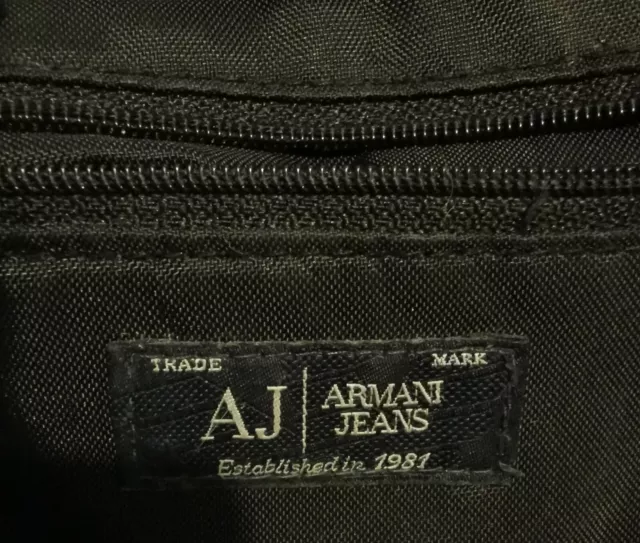 TRADE MARK
AJ ARMANI
JEANS
Established in 1981